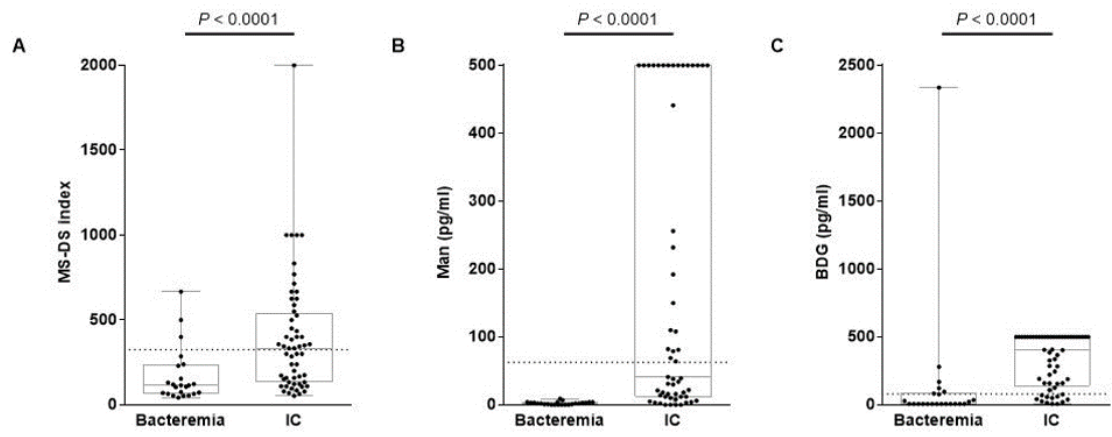 P < 0.0001
P < 0.0001
P < 0.0001
A
B
C
MS-DS index
2000
1500
1000
500
0
Bacteremia
IC
Man (pg/ml)
500
400
300
200
100
0
Bacteremia
IC
BDG (pg/ml)
2500
2000
1500
1000
500
0
Bacteremia
IC